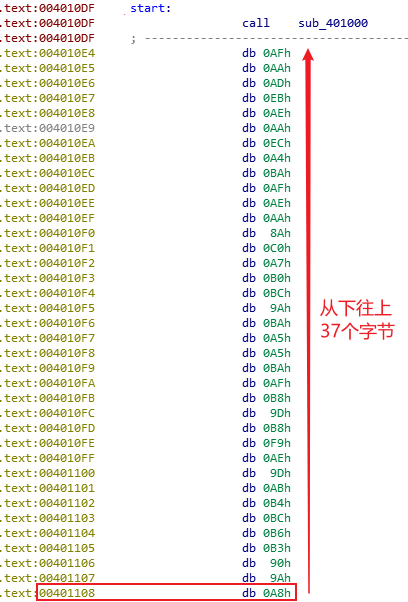 .text:004010DF start:
.text:004010DF call sub_401000
.text:004010DF ; ---------------------------------
.text:004010E4 db 0AFh
.text:004010E5 db 0AAh
.text:004010E6 db 0ADh
.text:004010E7 db 0EBh
.text:004010E8 db 0AEh
.text:004010E9 db 0AAh
.text:004010EA db 0ECh
.text:004010EB db 0A4h
.text:004010EC db 0BAh
.text:004010ED db 0AFh
.text:004010EE db 0AEh
.text:004010EF db 0AAh
.text:004010F0 db 8Ah
.text:004010F1 db 0C0h
.text:004010F2 db 0A7h
.text:004010F3 db 0B0h
.text:004010F4 db 0BCh
.text:004010F5 db 9Ah
.text:004010F6 db 0BAh
.text:004010F7 db 0A5h
.text:004010F8 db 0A5h
.text:004010F9 db 0BAh
.text:004010FA db 0AFh
.text:004010FB db 0B8h
.text:004010FC db 9Dh
.text:004010FD db 0B8h
.text:004010FE db 0F9h
.text:004010FF db 0AEh
.text:00401100 db 9Dh
.text:00401101 db 0ABh
.text:00401102 db 0B4h
.text:00401103 db 0BCh
.text:00401104 db 0B6h
.text:00401105 db 0B3h
.text:00401106 db 90h
.text:00401107 db 9Ah
.text:00401108 db 0A8h
从下往上
37个字节